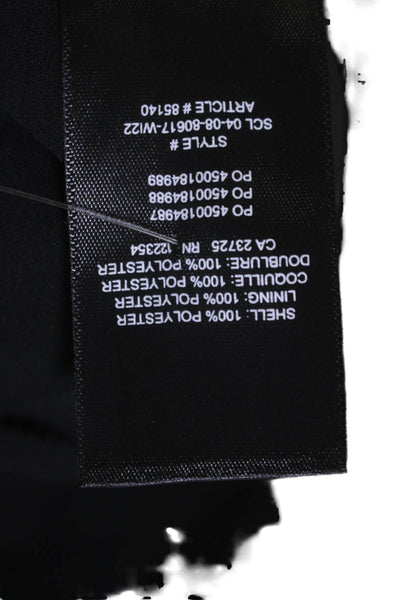 SHELL: 100% POLYESTER
LINING: 100% POLYESTER
COQUILLE: 100% POLYESTER
DOUBLURE: 100% POLYESTER
CA 23725 RN 122354
PO 4500184987
PO 4500184988
PO 4500184989
STYLE #
SCL 04-08-80617-WI22
ARTICLE # 85140